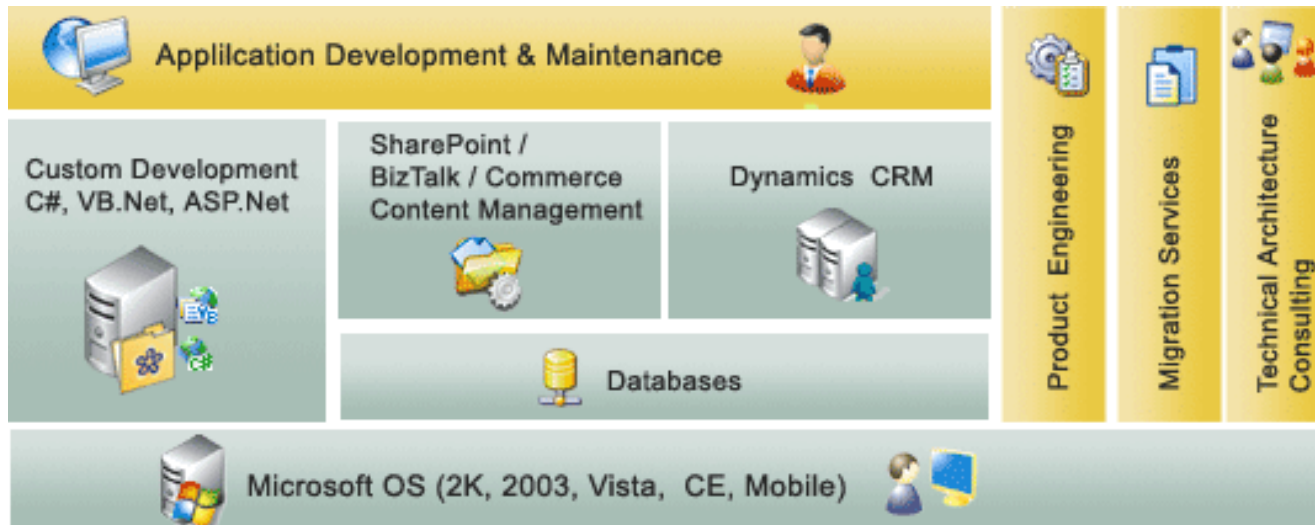 Applilcation Development & Maintenance
Custom Development
C#, VB.Net, ASP.Net
VB
C#
SharePoint /
BizTalk / Commerce
Content Management
Dynamics CRM
Databases
Product Engineering
Migration Services
Technical Architecture
Consulting
Microsoft OS (2K, 2003, Vista, CE, Mobile)